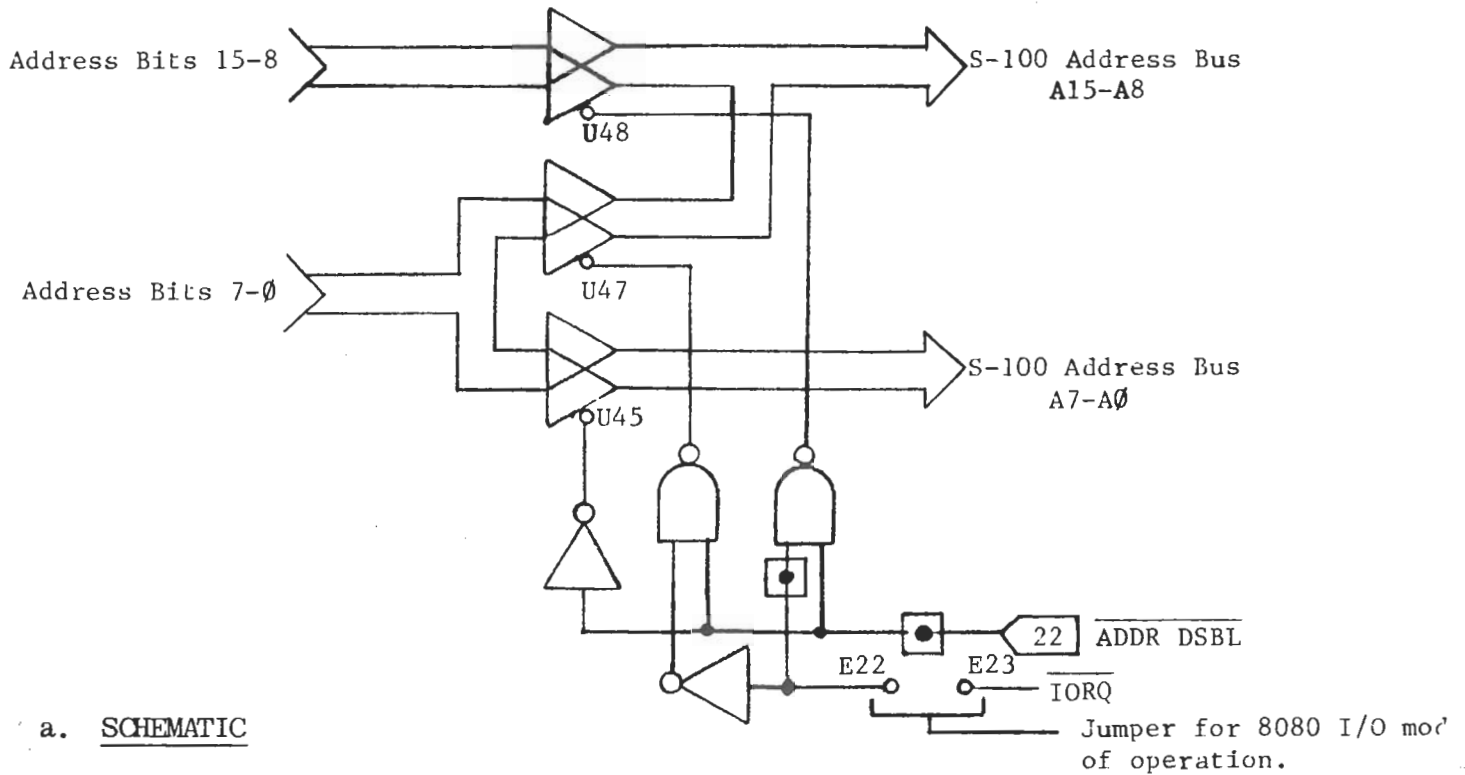 Address Bits 15-8
S-100 Address Bus
A15-A8
U48
Address Bits 7-Ø
U47
S-100 Address Bus
A7-AØ
U45
22
ADDR DSBL
E22
E23
IORQ
a. SCHEMATIC
Jumper for 8080 I/O
of operation.